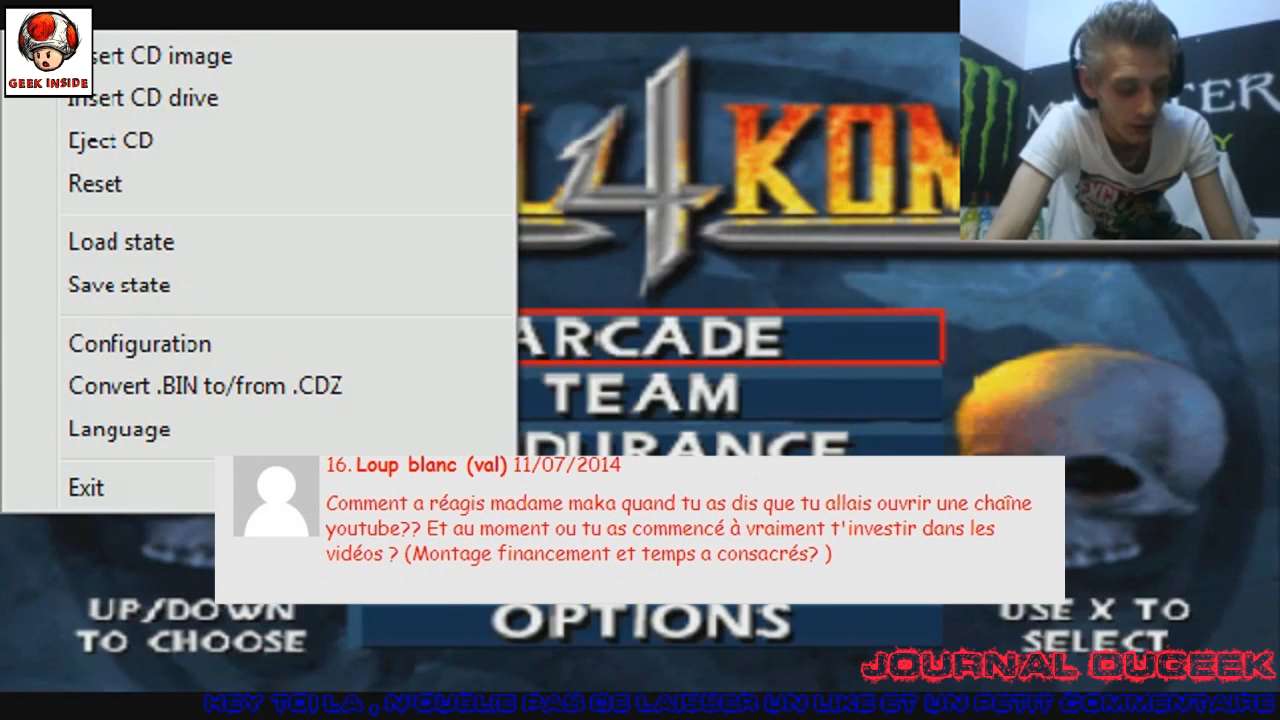 GEEK INSIDE
sert CD image
Insert CD drive
Eject CD
Reset
Load state
Save state
Configuration
Convert .BIN to/from .CDZ
Language
Exit
L 4 KOM
M STER
ARCADE
TEAM
DURANCE
16. Loup blanc (val) 11/07/2014
Comment a réagis madame maka quand tu as dis que tu allais ouvrir une chaîne
youtube?? Et au moment ou tu as commencé à vraiment t'investir dans les
vidéos ? (Montage financement et temps a consacrés? )
UP/DOWN
TO CHOOSE
OPTIONS
USE X TO
SELECT
JOURNAL DUGEEK
HEY TOI LA , N'OUBLIE PAS DE LAISSER UN LIKE ET UN PETIT COMMENTAIRE